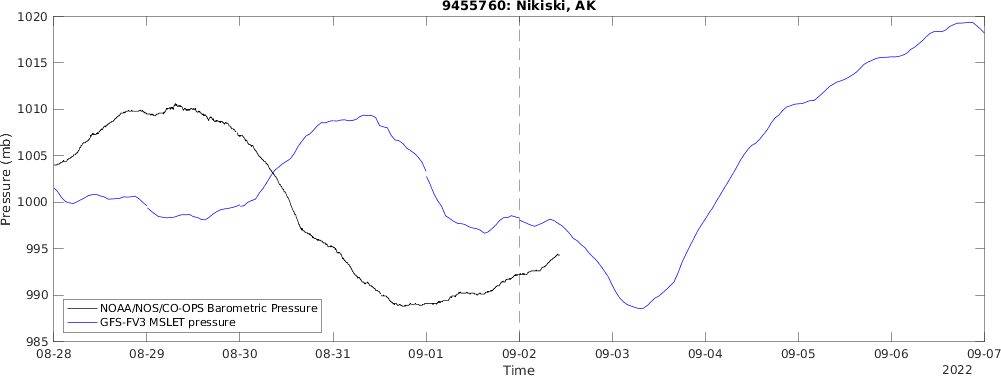 9455760: Nikiski, AK
Pressure (mb)
1020
1015
1010
1005
1000
995
990
985
NOAA/NOS/CO-OPS Barometric Pressure
GFS-FV3 MSLET pressure
08-28 08-29 08-30 08-31 09-01 09-02 09-03 09-04 09-05 09-06 09-07
Time
2022